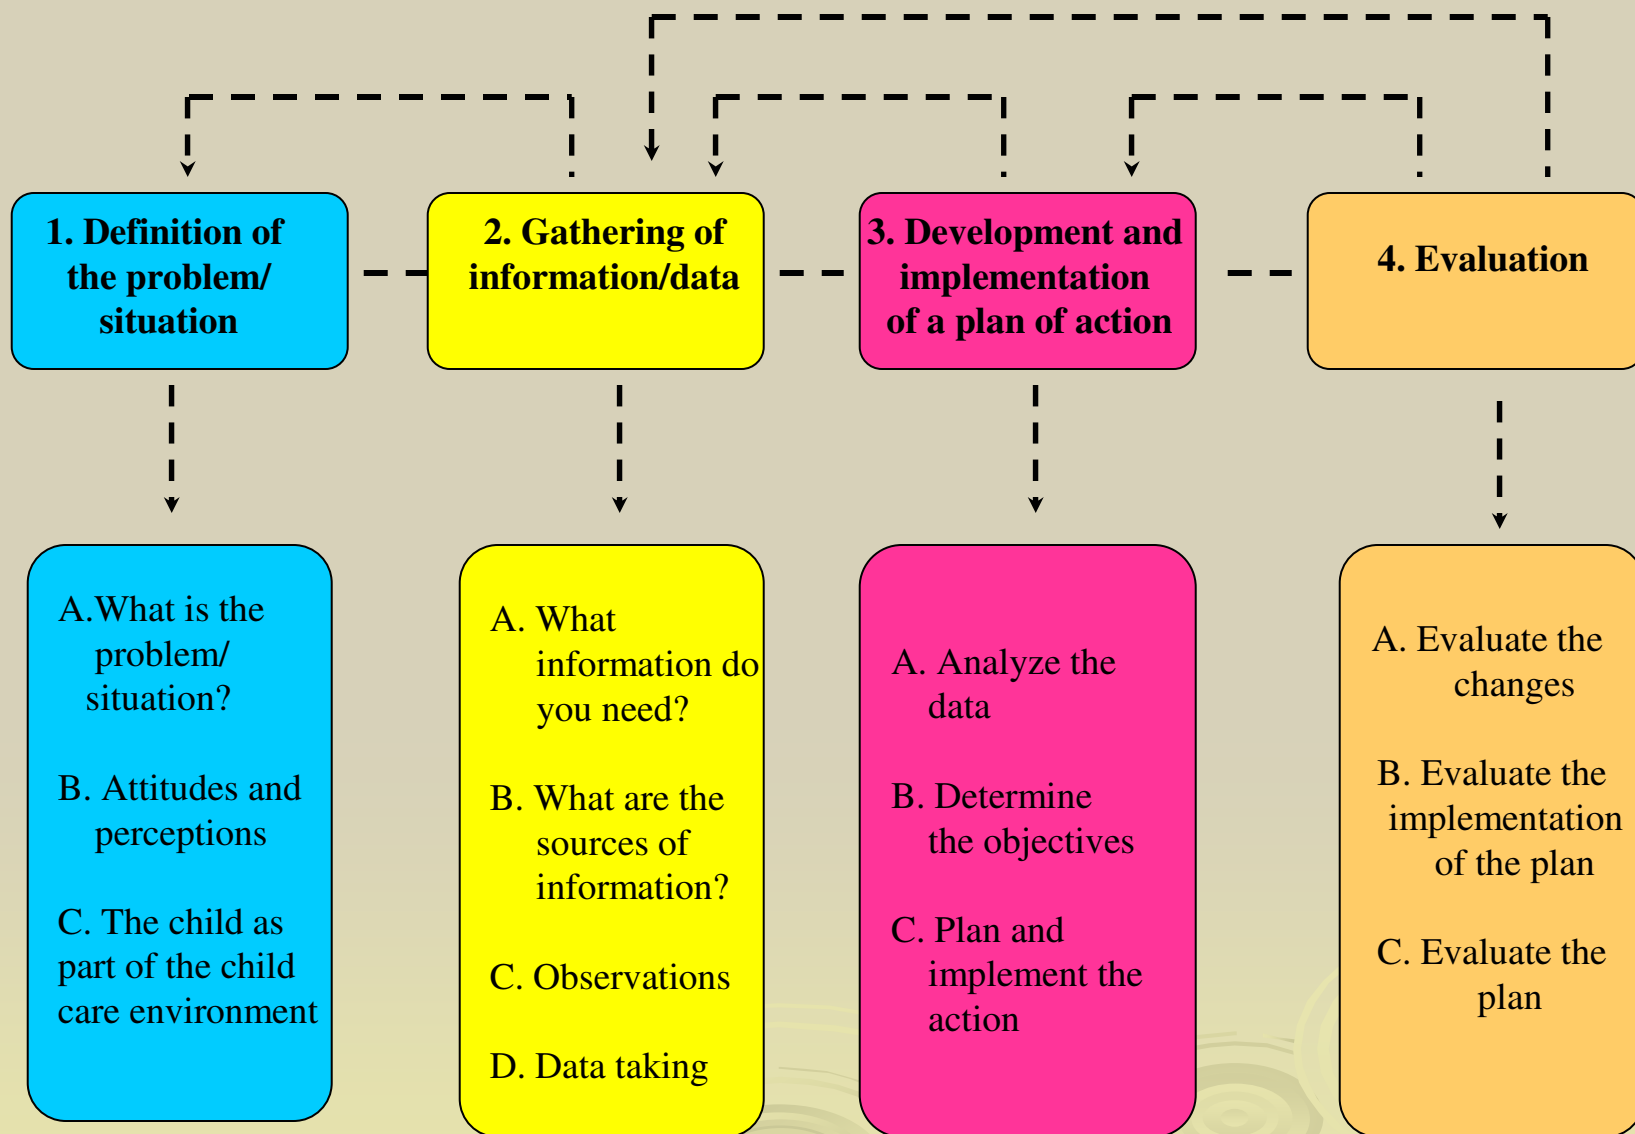 1. Definition of
the problem/
situation
2. Gathering of
information/data
3. Development and
implementation
of a plan of action
4. Evaluation
A.What is the
problem/
situation?
B. Attitudes and
perceptions
C. The child as
part of the child
care environment
A. What
information do
you need?
B. What are the
sources of
information?
C. Observations
D. Data taking
A. Analyze the
data
B. Determine
the objectives
C. Plan and
implement the
action
A. Evaluate the
changes
B. Evaluate the
implementation
of the plan
C. Evaluate the
plan